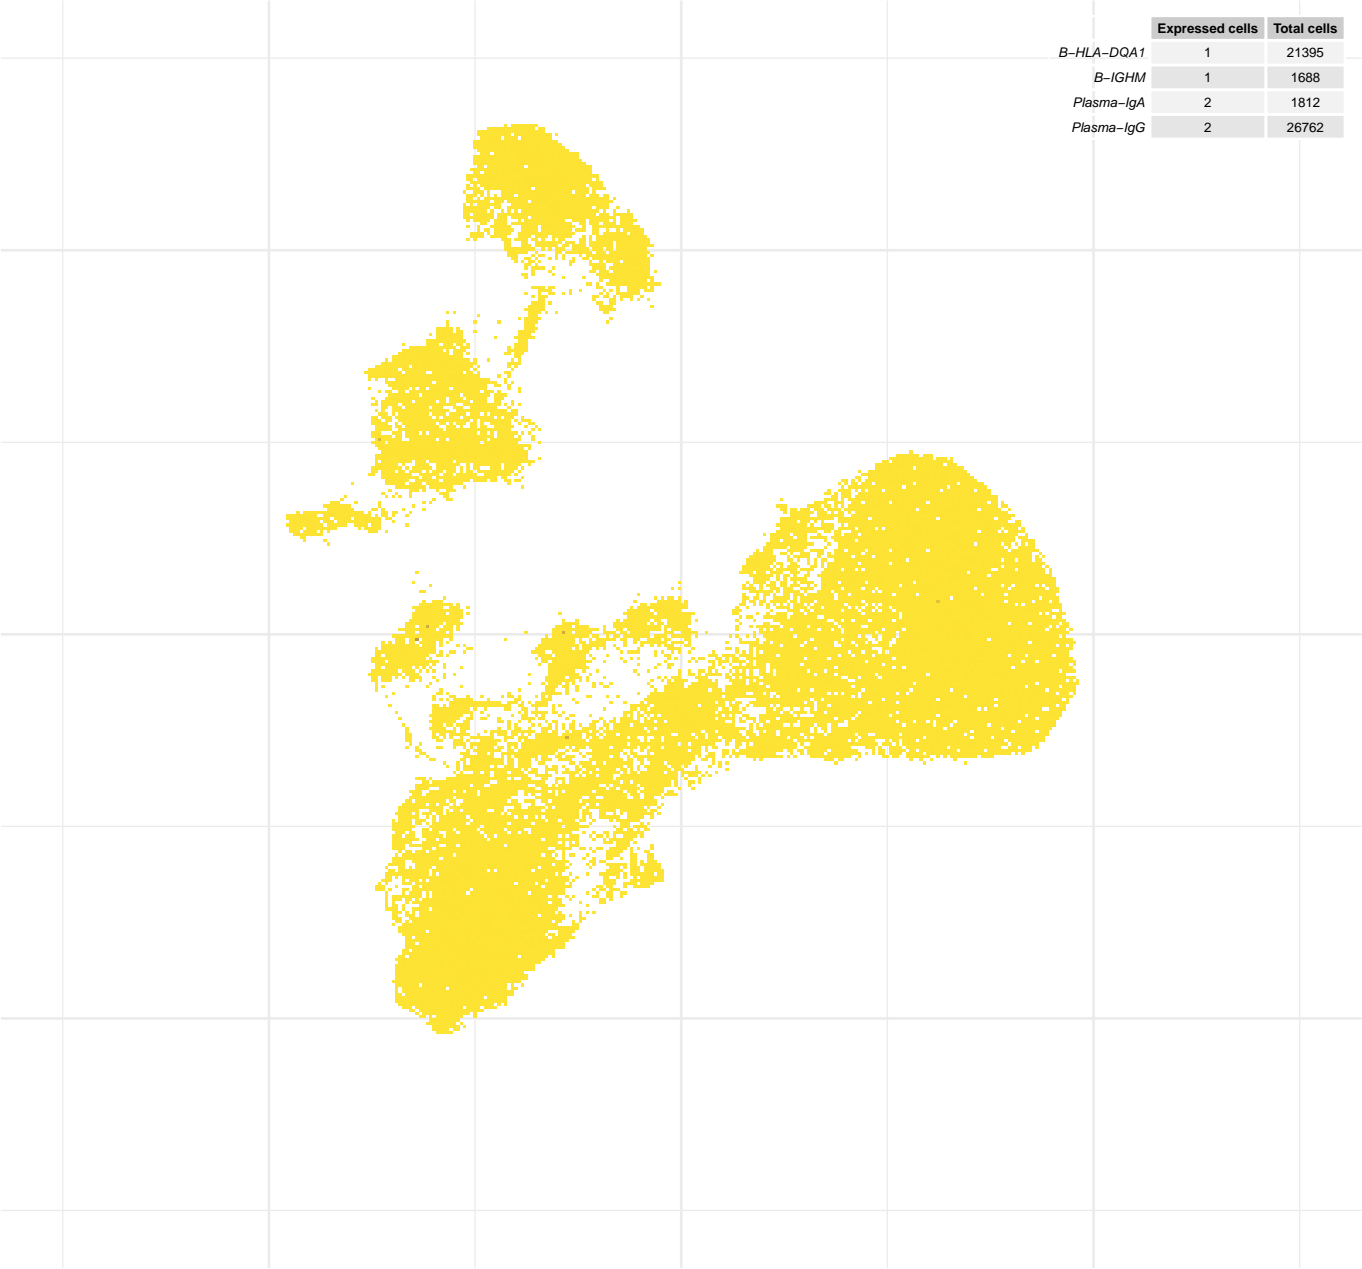 Expressed cells Total cells
B−HLA−DQA1 1 21395
B−IGHM 1 1688
Plasma−IgA 2 1812
Plasma−IgG 2 26762